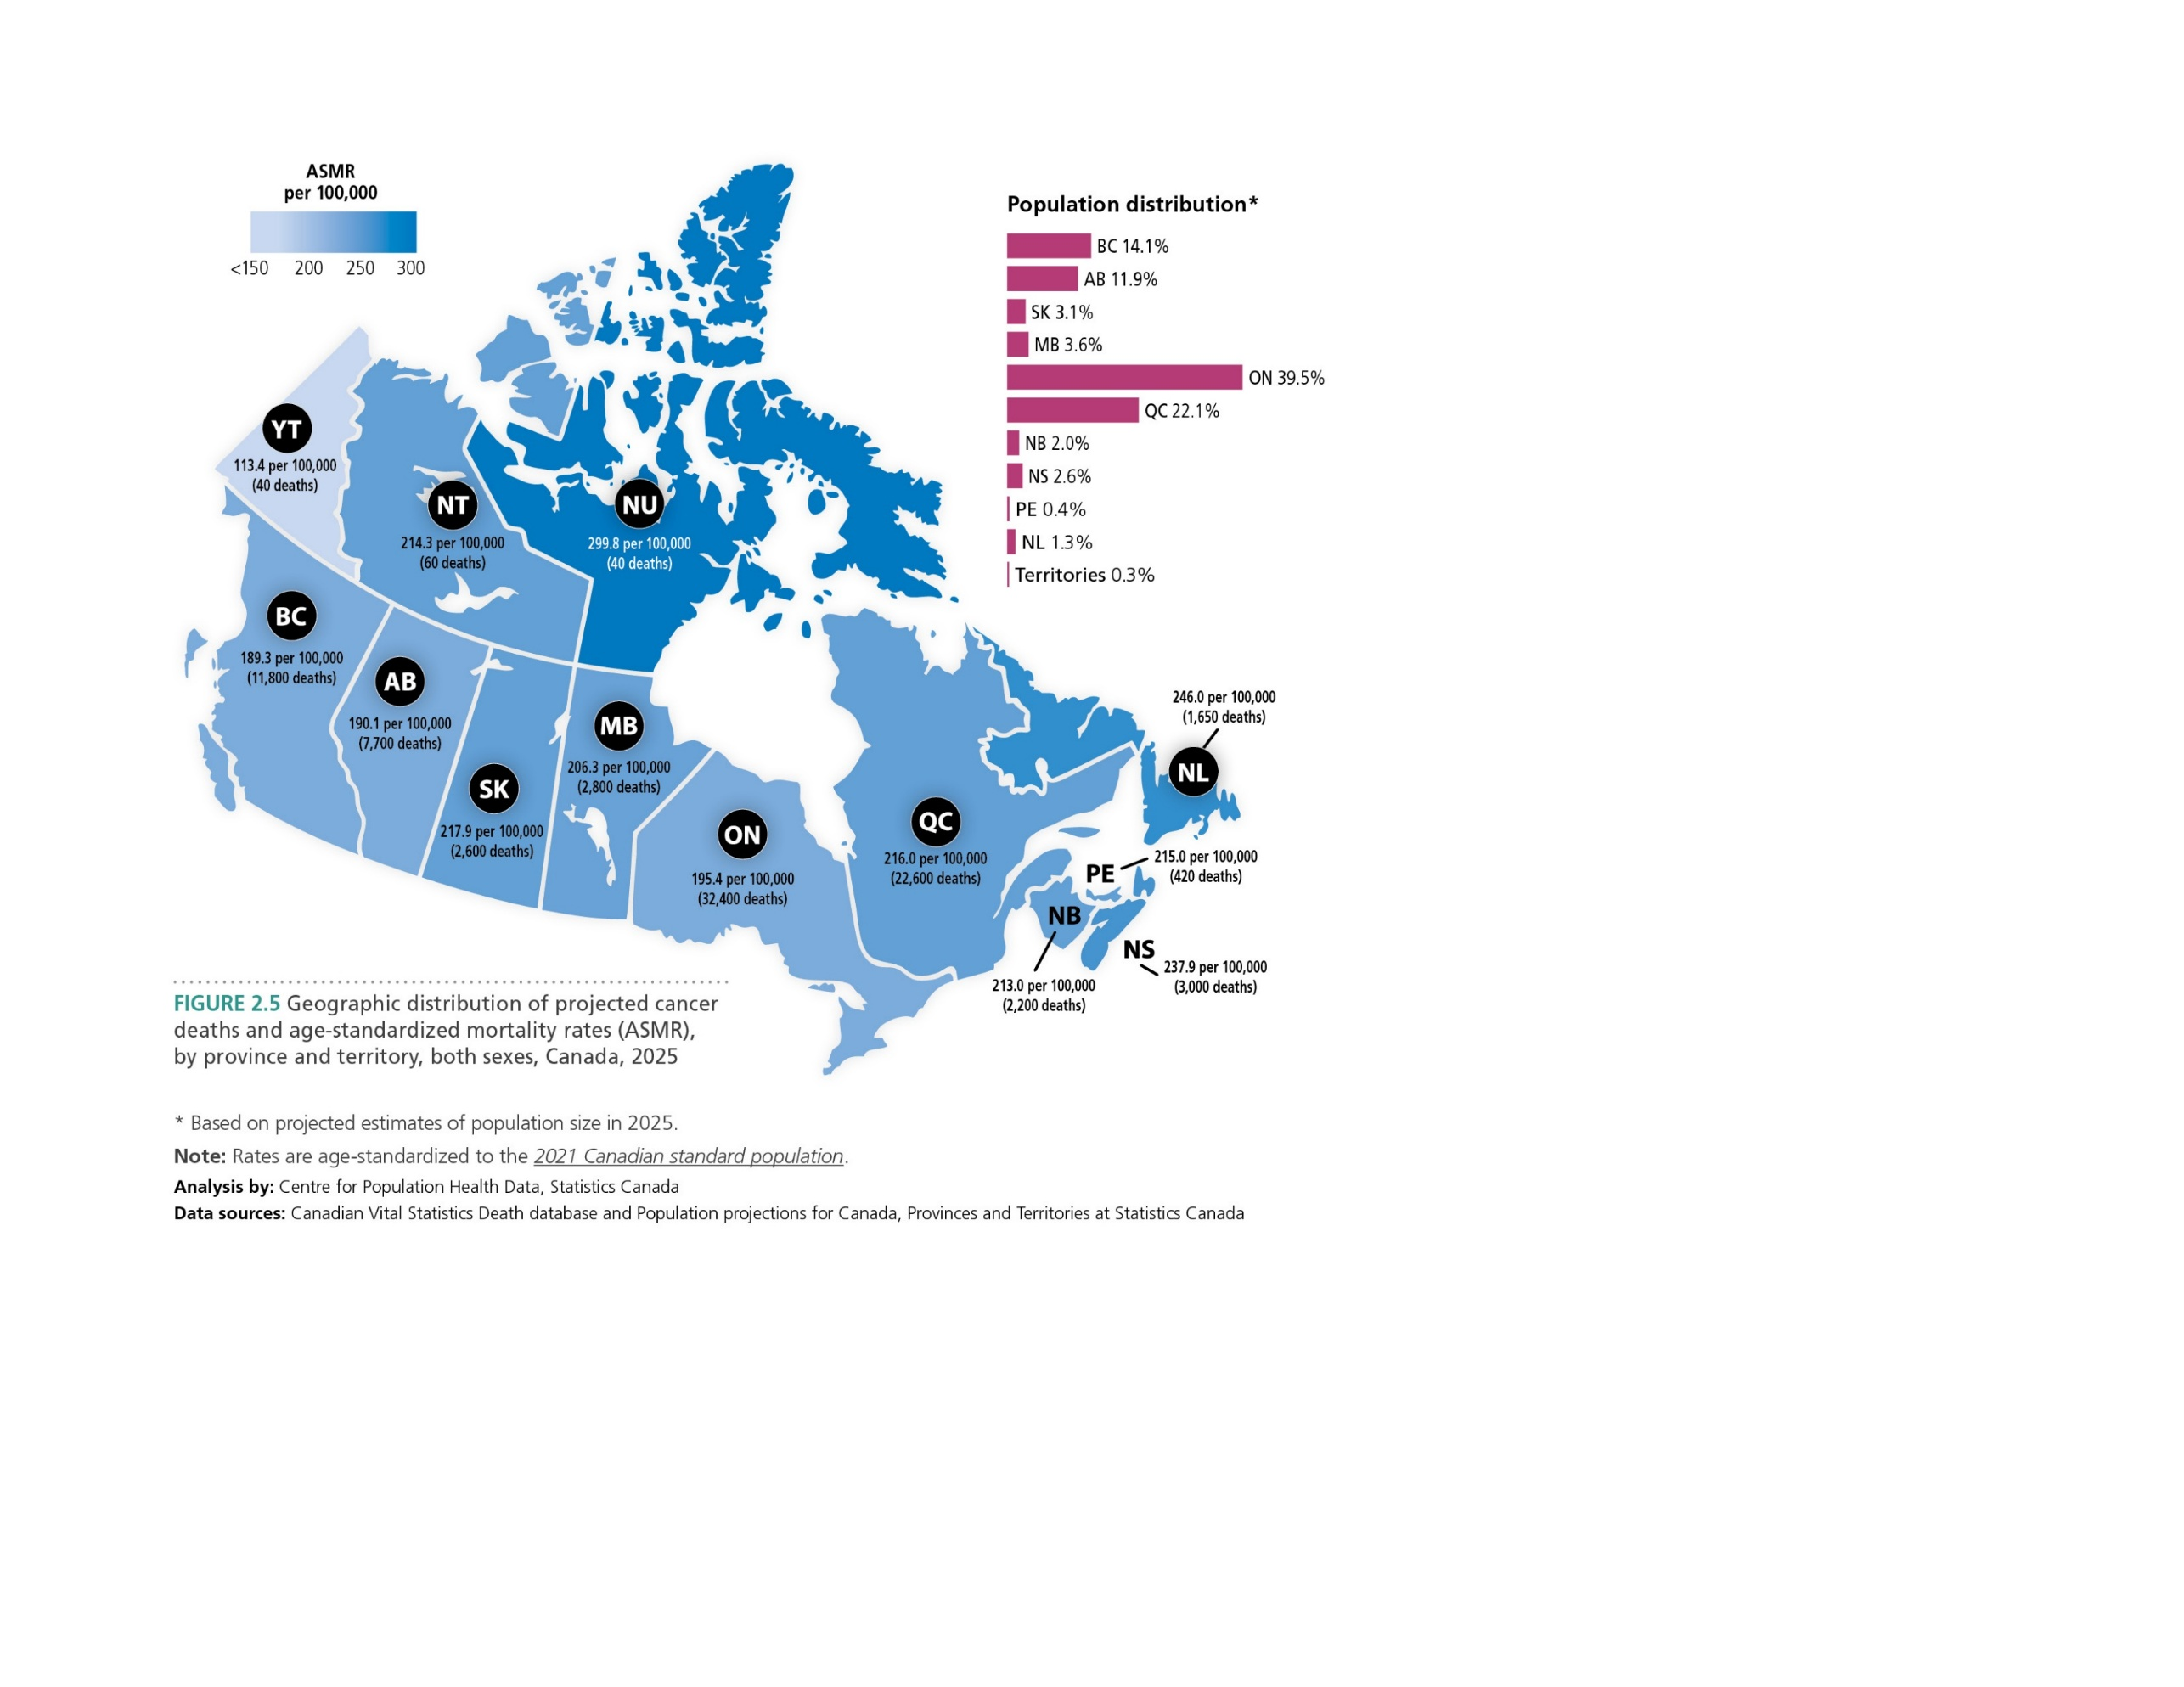 ASMR
per 100,000
<150 200 250 300
Population distribution*
BC 14.1%
AB 11.9%
SK 3.1%
MB 3.6%
ON 39.5%
QC 22.1%
NB 2.0%
NS 2.6%
PE 0.4%
NL 1.3%
Territories 0.3%
YT
113.4 per 100,000
(40 deaths)
NT
214.3 per 100,000
(60 deaths)
NU
299.8 per 100,000
(40 deaths)
BC
189.3 per 100,000
(11,800 deaths)
AB
190.1 per 100,000
(7,700 deaths)
SK
217.9 per 100,000
(2,600 deaths)
MB
206.3 per 100,000
(2,800 deaths)
ON
195.4 per 100,000
(32,400 deaths)
QC
216.0 per 100,000
(22,600 deaths)
246.0 per 100,000
(1,650 deaths)
NL
PE
215.0 per 100,000
(420 deaths)
NB
213.0 per 100,000
(2,200 deaths)
NS
237.9 per 100,000
(3,000 deaths)
FIGURE 2.5 Geographic distribution of projected cancer
deaths and age-standardized mortality rates (ASMR),
by province and territory, both sexes, Canada, 2025
* Based on projected estimates of population size in 2025.
Note: Rates are age-standardized to the 2021 Canadian standard population.
Analysis by: Centre for Population Health Data, Statistics Canada
Data sources: Canadian Vital Statistics Death database and Population projections for Canada, Provinces and Territories at Statistics Canada